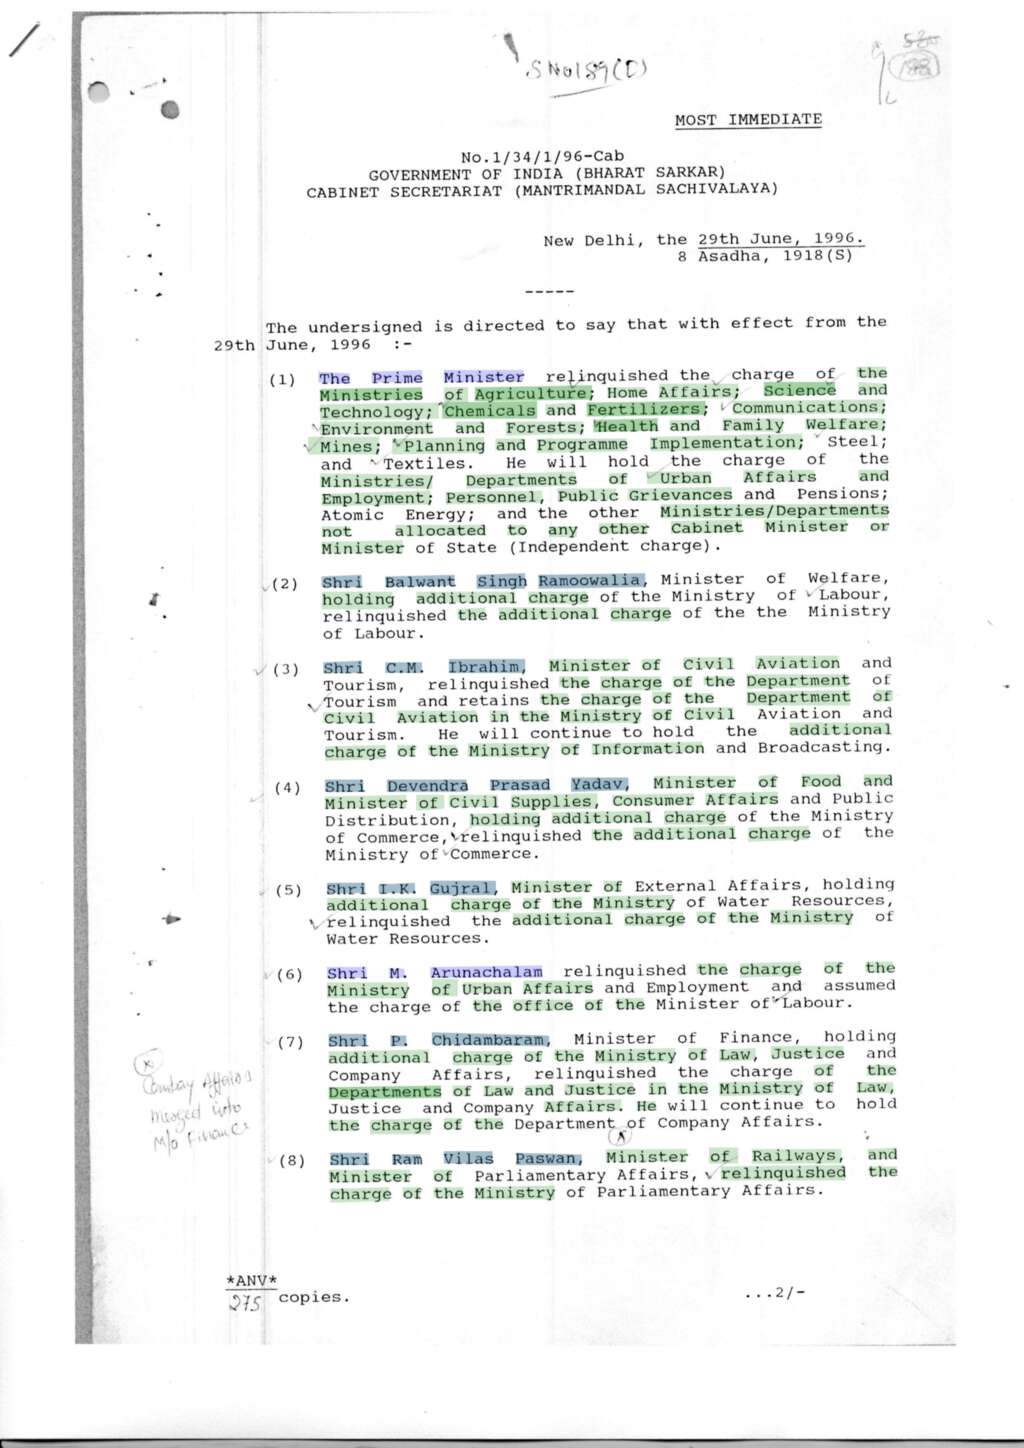 S No 189(C)
188
MOST IMMEDIATE
No.1/34/1/96-Cab
GOVERNMENT OF INDIA (BHARAT SARKAR)
CABINET SECRETARIAT (MANTRIMANDAL SACHIVALAYA)
New Delhi, the 29th June, 1996.
8 Asadha, 1918(S)
-----
The undersigned is directed to say that with effect from the
29th June, 1996 :-
(1) The Prime Minister relinquished the charge of the
Ministries of Agriculture; Home Affairs; Science and
Technology; Chemicals and Fertilizers; Communications;
Environment and Forests; Health and Family Welfare;
Mines; Planning and Programme Implementation; Steel;
and Textiles. He will hold the charge of the
Ministries/ Departments of Urban Affairs and
Employment; Personnel, Public Grievances and Pensions;
Atomic Energy; and the other Ministries/Departments
not allocated to any other Cabinet Minister or
Minister of State (Independent charge).
(2) Shri Balwant Singh Ramoowalia, Minister of Welfare,
holding additional charge of the Ministry of Labour,
relinquished the additional charge of the the Ministry
of Labour.
(3) Shri C.M. Ibrahim, Minister of Civil Aviation and
Tourism, relinquished the charge of the Department of
Tourism and retains the charge of the Department of
Civil Aviation in the Ministry of Civil Aviation and
Tourism. He will continue to hold the additional
charge of the Ministry of Information and Broadcasting.
(4) Shri Devendra Prasad Yadav, Minister of Food and
Minister of Civil Supplies, Consumer Affairs and Public
Distribution, holding additional charge of the Ministry
of Commerce, relinquished the additional charge of the
Ministry of Commerce.
(5) Shri I.K. Gujral, Minister of External Affairs, holding
additional charge of the Ministry of Water Resources,
relinquished the additional charge of the Ministry of
Water Resources.
(6) Shri M. Arunachalam relinquished the charge of the
Ministry of Urban Affairs and Employment and assumed
the charge of the office of the Minister of Labour.
(7) Shri P. Chidambaram, Minister of Finance, holding
additional charge of the Ministry of Law, Justice and
Company Affairs, relinquished the charge of the
Departments of Law and Justice in the Ministry of Law,
Justice and Company Affairs. He will continue to hold
the charge of the Department of Company Affairs.
Affairs
merged into
M/o Finance
(8) Shri Ram Vilas Paswan, Minister of Railways, and
Minister of Parliamentary Affairs, relinquished the
charge of the Ministry of Parliamentary Affairs.
*ANV*
275 copies.
...2/-